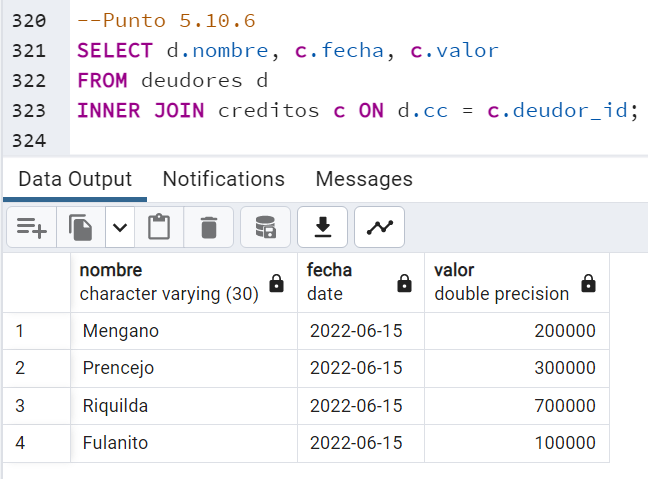 320 --Punto 5.10.6
321 SELECT d.nombre, c.fecha, c.valor
322 FROM deudores d
323 INNER JOIN creditos c ON d.cc = c.deudor_id;
324
Data Output Notifications Messages
nombre fecha valor
character varying (30) date double precision
1 Mengano 2022-06-15 200000
2 Prencejo 2022-06-15 300000
3 Riquilda 2022-06-15 700000
4 Fulanito 2022-06-15 100000